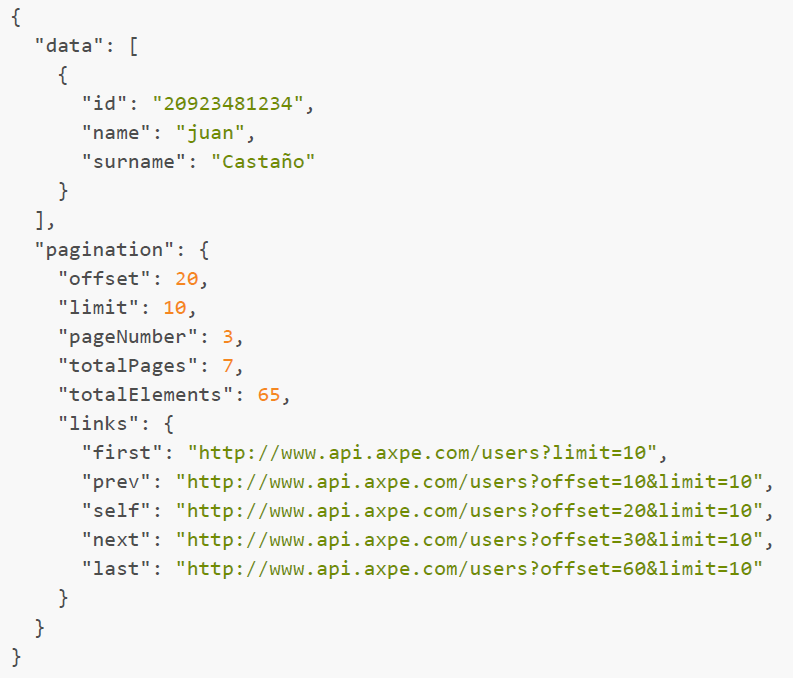 {
  "data": [
    {
      "id": "20923481234",
      "name": "juan",
      "surname": "Castaño"
    }
  ],
  "pagination": {
    "offset": 20,
    "limit": 10,
    "pageNumber": 3,
    "totalPages": 7,
    "totalElements": 65,
    "links": {
      "first": "http://www.api.axpe.com/users?limit=10",
      "prev": "http://www.api.axpe.com/users?offset=10&limit=10",
      "self": "http://www.api.axpe.com/users?offset=20&limit=10",
      "next": "http://www.api.axpe.com/users?offset=30&limit=10",
      "last": "http://www.api.axpe.com/users?offset=60&limit=10"
    }
  }
}